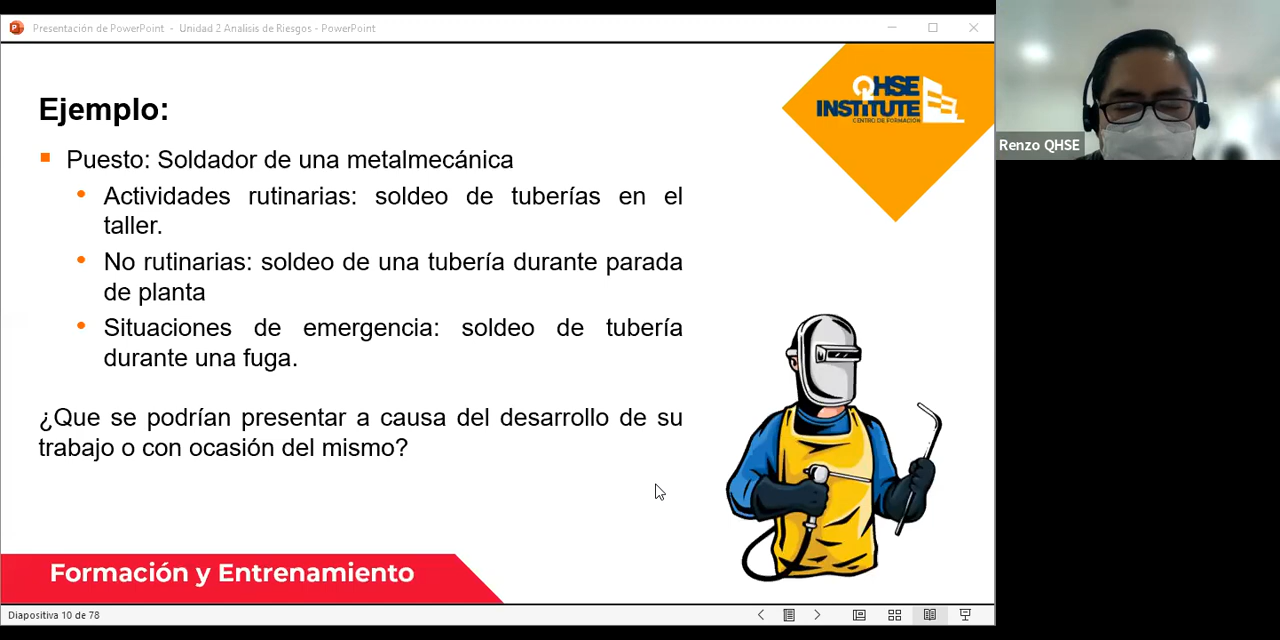 Presentación de PowerPoint - Unidad 2 Analisis de Riesgos - PowerPoint
QHSE
INSTITUTE
CENTRO DE FORMACIÓN
Renzo QHSE
Ejemplo:
Puesto: Soldador de una metalmecánica
Actividades rutinarias: soldeo de tuberías en el
taller.
No rutinarias: soldeo de una tubería durante parada
de planta
Situaciones de emergencia: soldeo de tubería
durante una fuga.
¿Que se podrían presentar a causa del desarrollo de su
trabajo o con ocasión del mismo?
Formación y Entrenamiento
Diapositiva 10 de 78